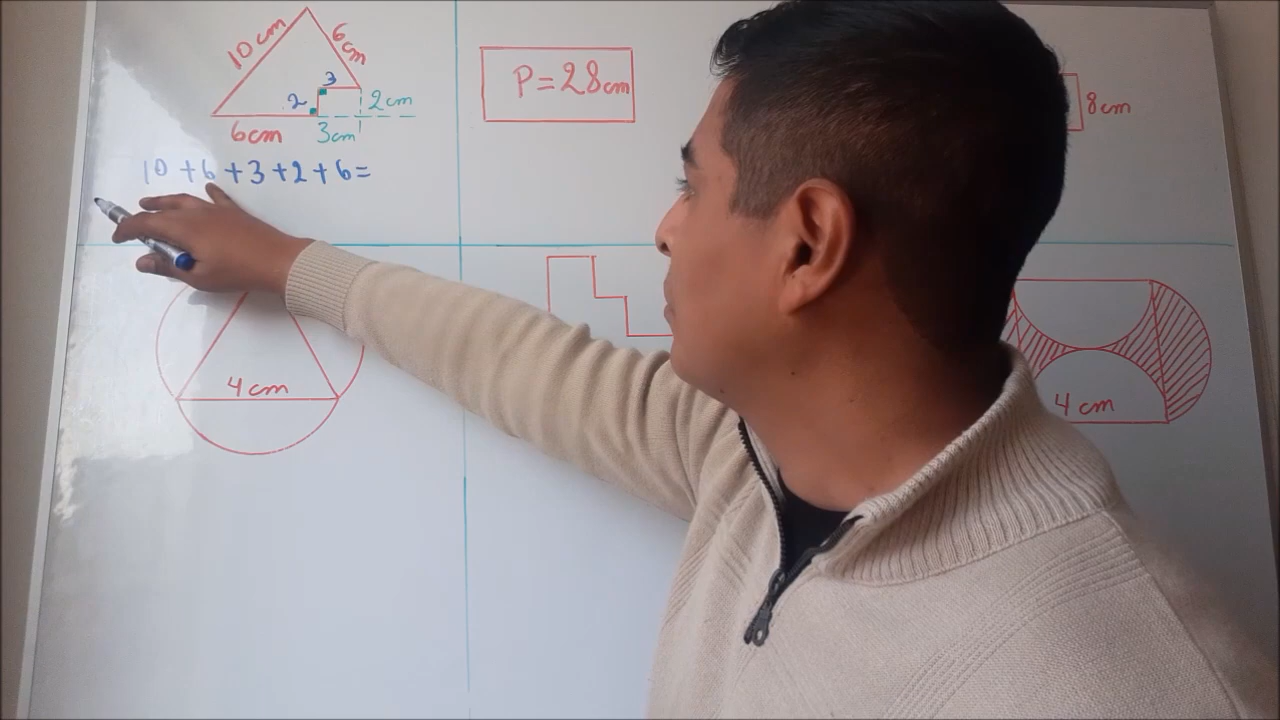 10 cm
6 cm
3
2
2 cm
6 cm
3 cm
10 + 6 + 3 + 2 + 6 =
P = 28 cm
8 cm
4 cm
4 cm